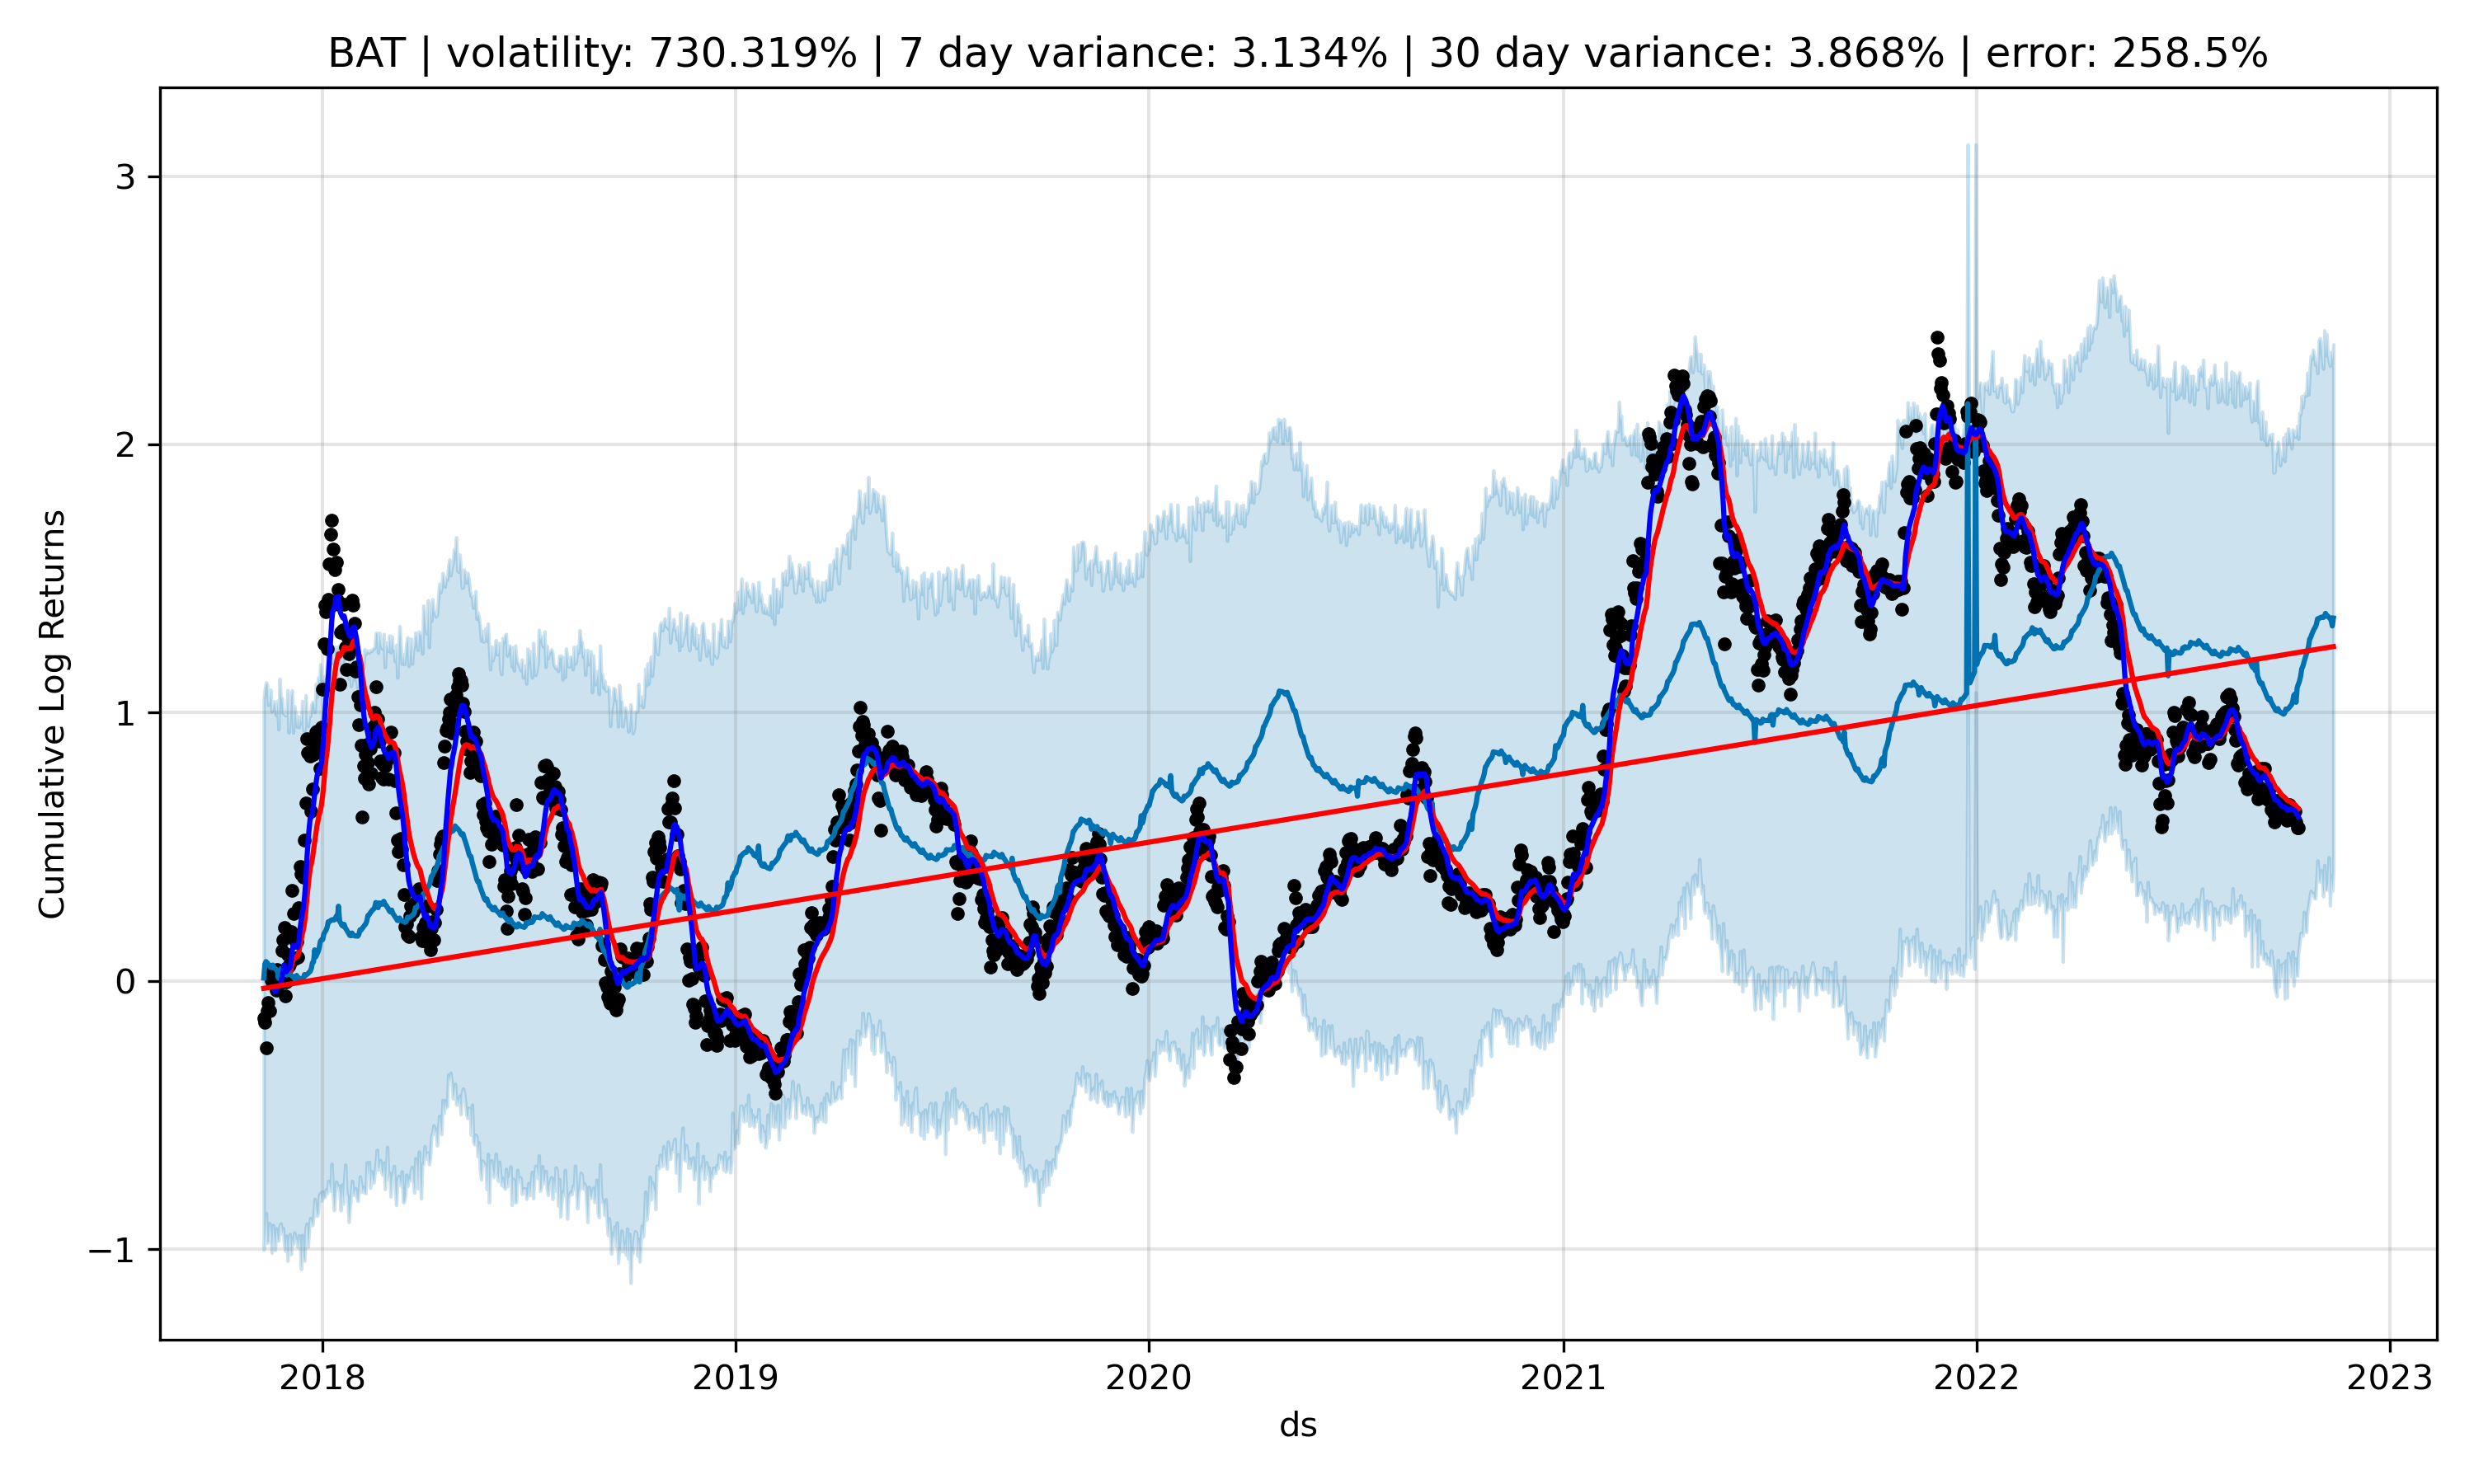 BAT | volatility: 730.319% | 7 day variance: 3.134% | 30 day variance: 3.868% | error: 258.5%
Cumulative Log Returns
3
2
1
0
−1
2018 2019 2020 2021 2022 2023
ds